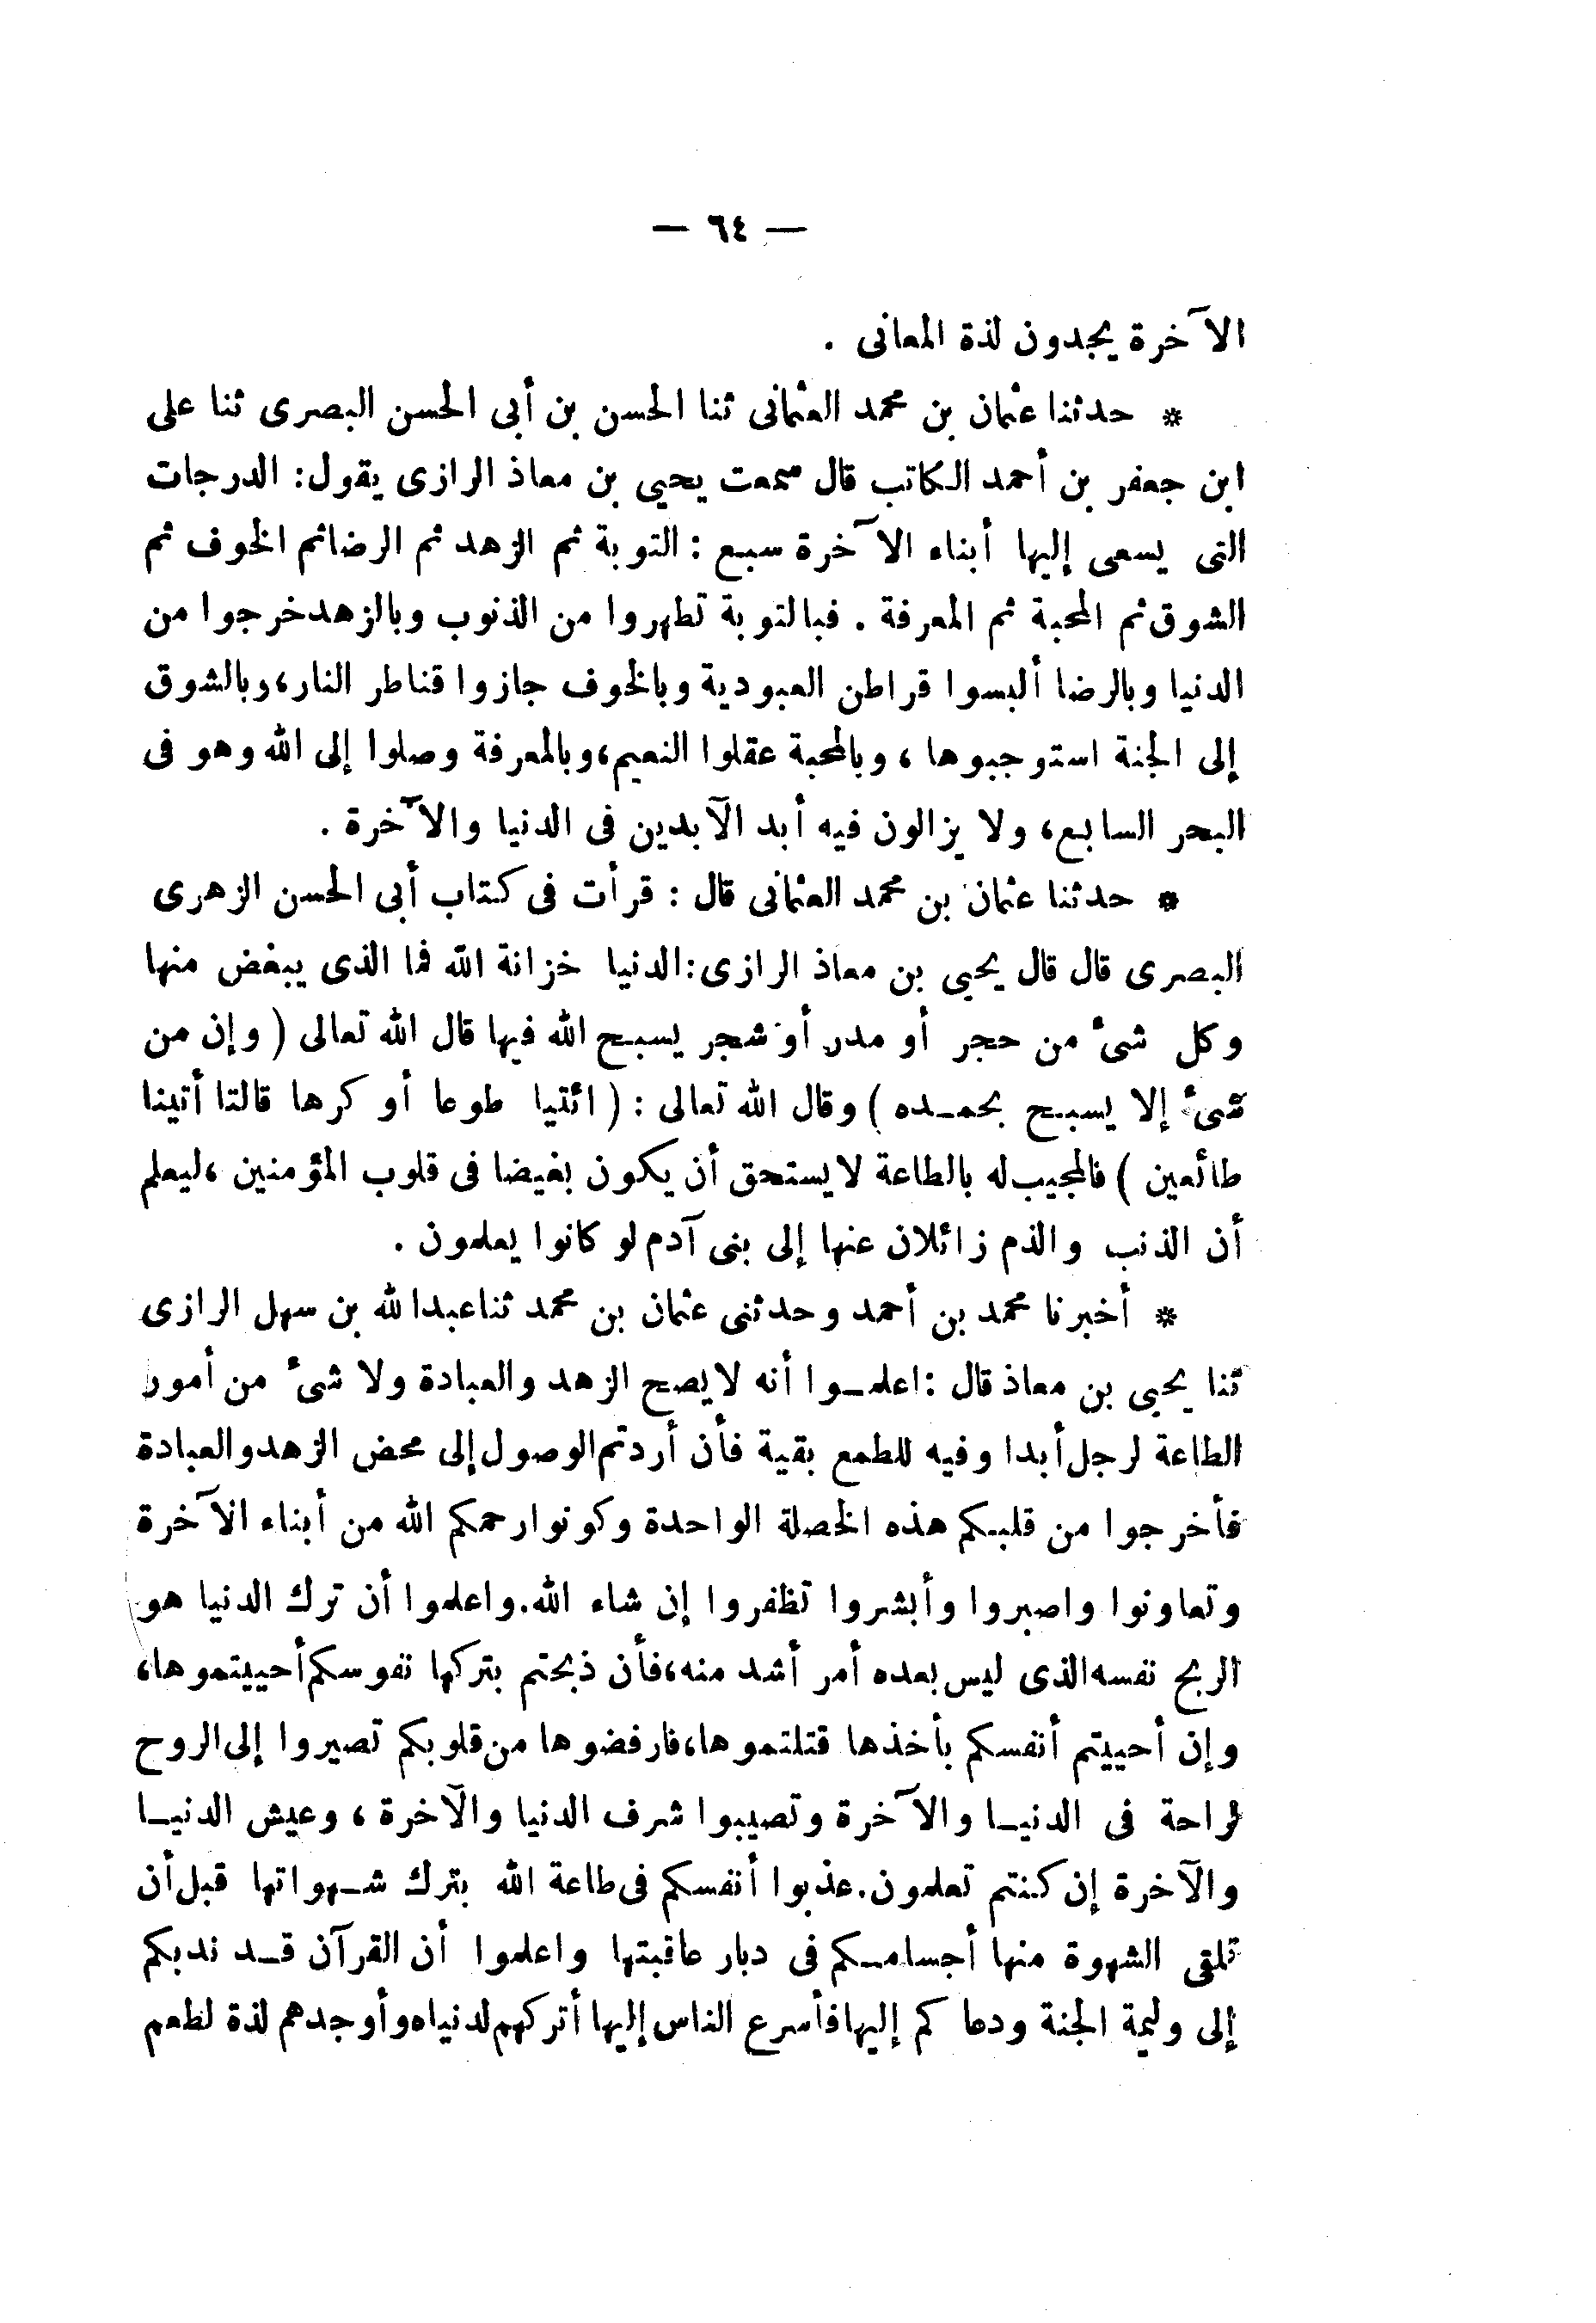 — ٦٤ —
الآخرة يجدون لذة المعانى .
* حدثنا عثمان بن محمد العثمانى ثنا الحسن بن أبى الحسن البصرى ثنا على
ابن جعفر بن أحمد الكاتب قال سمعت يحيى بن معاذ الرازى يقول: الدرجات
التى يسعى إليها أبناء الآخرة سبع : التوبة ثم الزهد ثم الرضا ثم الخوف ثم
الشوق ثم المحبة ثم المعرفة . فبالتوبة تطهروا من الذنوب وبالزهد خرجوا من
الدنيا وبالرضا ألبسوا قراطن العبودية وبالخوف جازوا قناطر النار، وبالشوق
إلى الجنة استوجبوها ، وبالمحبة عقلوا النعيم، وبالمعرفة وصلوا إلى الله وهو فى
البحر السابع، ولا يزالون فيه أبد الآبدين فى الدنيا والآخرة .
* حدثنا عثمان بن محمد العثمانى قال : قرأت فى كتاب أبى الحسن الزهرى
البصرى قال قال يحيى بن معاذ الرازى: الدنيا خزانة الله فما الذى يبغض منها
وكل شىء من حجر أو مدر أو شجر يسبح الله فيها قال الله تعالى ( وإن من
شىء إلا يسبح بحمده ) وقال الله تعالى : ( ائتيا طوعا أو كرها قالتا أتينا
طائعين ) فالمجيب له بالطاعة لا يستحق أن يكون بغيضا فى قلوب المؤمنين ، ليعلم
أن الذنب والذم زائلان عنها إلى بنى آدم لو كانوا يعلمون .
* أخبرنا محمد بن أحمد وحدثنى عثمان بن محمد ثنا عبد الله بن سهل الرازى
ثنا يحيى بن معاذ قال : اعلموا أنه لا يصح الزهد والعبادة ولا شىء من أمور
الطاعة لرجل أبدا وفيه للطمع بقية فأن أردتم الوصول إلى محض الزهد والعبادة
فأخرجوا من قلبكم هذه الخصلة الواحدة وكونوا رحمكم الله من أبناء الآخرة
وتعاونوا واصبروا وأبشروا تظفروا إن شاء الله. واعلموا أن ترك الدنيا هو
الربح نفسه الذى ليس بعده أمر أشد منه، فأن ذبحتم بتركها نفوسكم أحييتموها،
وإن أحييتم أنفسكم بأخذها قتلتموها، فارفضوها من قلوبكم تصيروا إلى الروح
لراحة فى الدنيا والآخرة وتصيبوا شرف الدنيا والآخرة ، وعيش الدنيا
والآخرة إن كنتم تعلمون. عذبوا أنفسكم فى طاعة الله بترك شهواتها قبل أن
تلقى الشهوة منها أجسامكم فى دبار عاقبتها واعلموا أن القرآن قد ندبكم
إلى وليمة الجنة ودعاكم إليها فأسرع الناس إليها أتركهم لدنياه وأوجدهم لذة لطعم